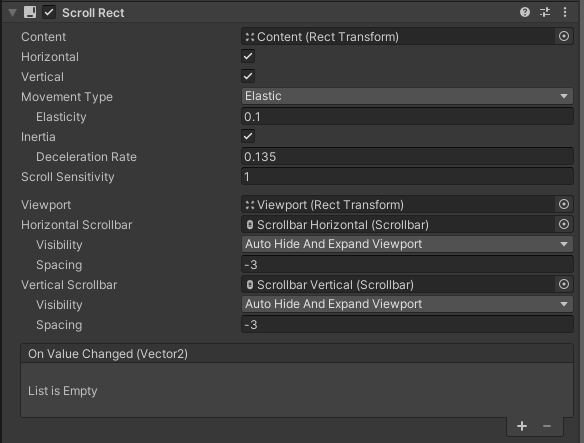 Scroll Rect
Content Content (Rect Transform)
Horizontal
Vertical
Movement Type Elastic
Elasticity 0.1
Inertia
Deceleration Rate 0.135
Scroll Sensitivity 1
Viewport Viewport (Rect Transform)
Horizontal Scrollbar Scrollbar Horizontal (Scrollbar)
Visibility Auto Hide And Expand Viewport
Spacing -3
Vertical Scrollbar Scrollbar Vertical (Scrollbar)
Visibility Auto Hide And Expand Viewport
Spacing -3
On Value Changed (Vector2)
List is Empty